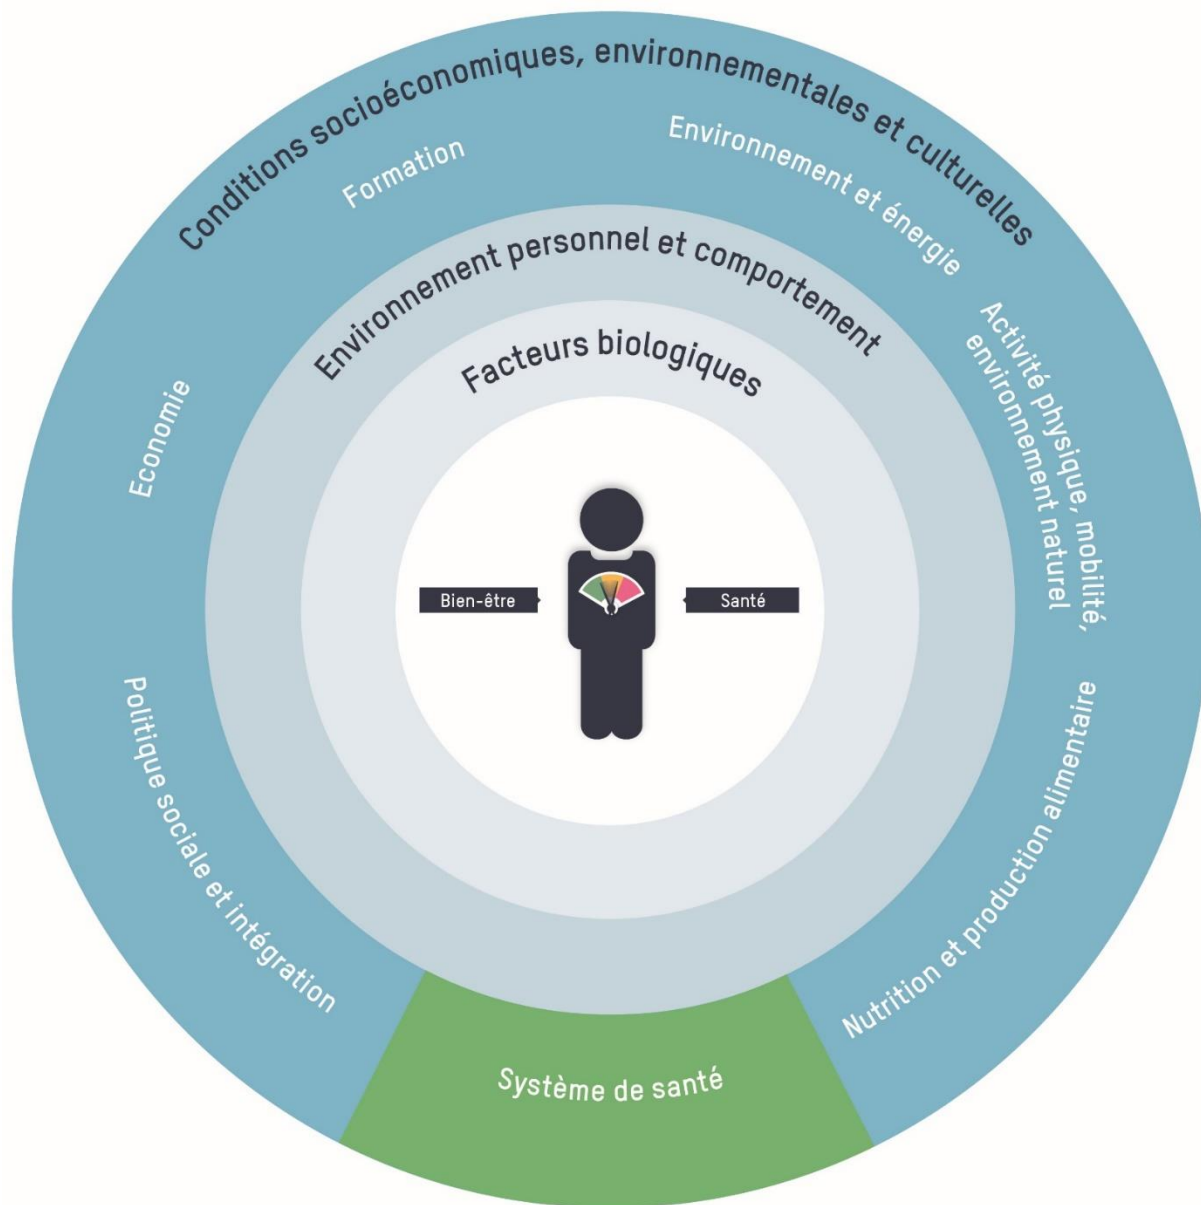 Conditions socioéconomiques, environnementales et culturelles
Formation
Environnement et énergie
Environnement personnel et comportement
Activité physique, mobilité,
environnement naturel
Facteurs biologiques
Economie
Bien-être
Santé
Politique sociale et intégration
Nutrition et production alimentaire
Système de santé